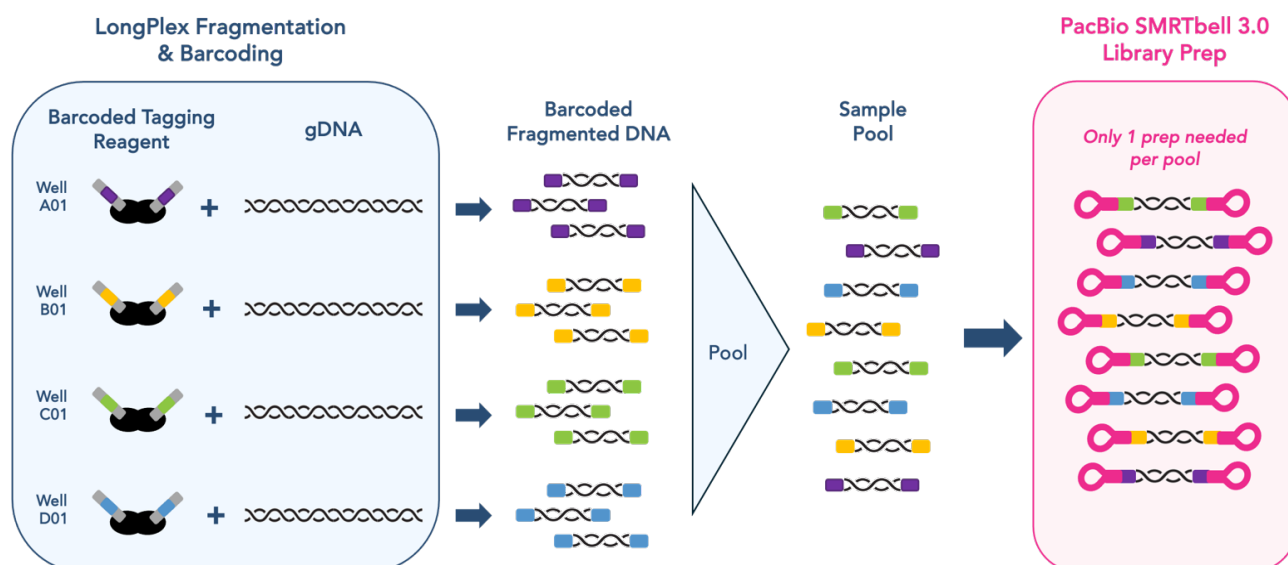 LongPlex Fragmentation
& Barcoding
PacBio SMRTbell 3.0
Library Prep
Barcoded Tagging
Reagent
gDNA
Barcoded
Fragmented DNA
Sample
Pool
Only 1 prep needed
per pool
Well
A01
+
Well
B01
+
Pool
Well
C01
+
Well
D01
+